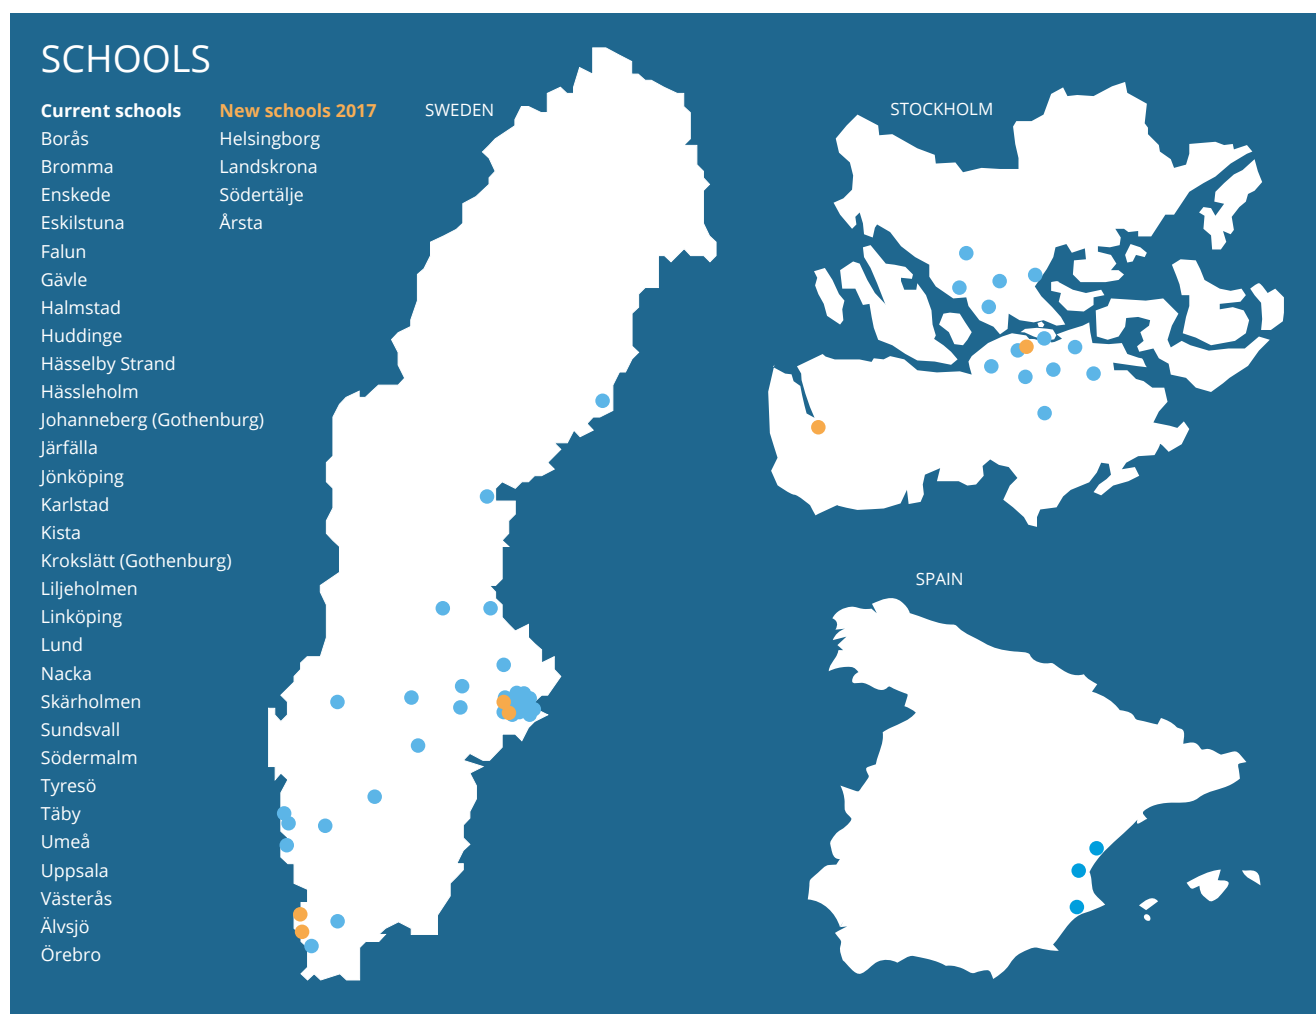 SCHOOLS
Current schools
Borås
Bromma
Enskede
Eskilstuna
Falun
Gävle
Halmstad
Huddinge
Hässelby Strand
Hässleholm
Johanneberg (Gothenburg)
Järfälla
Jönköping
Karlstad
Kista
Krokslätt (Gothenburg)
Liljeholmen
Linköping
Lund
Nacka
Skärholmen
Sundsvall
Södermalm
Tyresö
Täby
Umeå
Uppsala
Västerås
Älvsjö
Örebro
New schools 2017
Helsingborg
Landskrona
Södertälje
Årsta
SWEDEN
STOCKHOLM
SPAIN